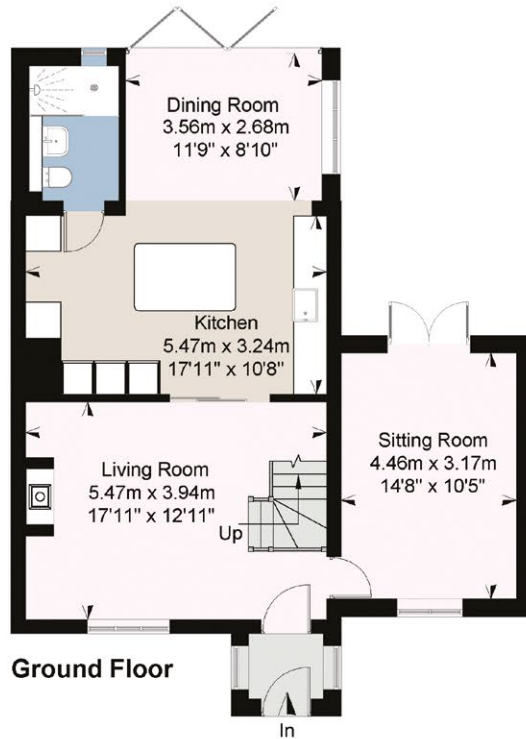 Dining Room
3.56m x 2.68m
11'9" x 8'10"
Kitchen
5.47m x 3.24m
17'11" x 10'8"
Living Room
5.47m x 3.94m
17'11" x 12'11"
Up
Sitting Room
4.46m x 3.17m
14'8" x 10'5"
Ground Floor
In